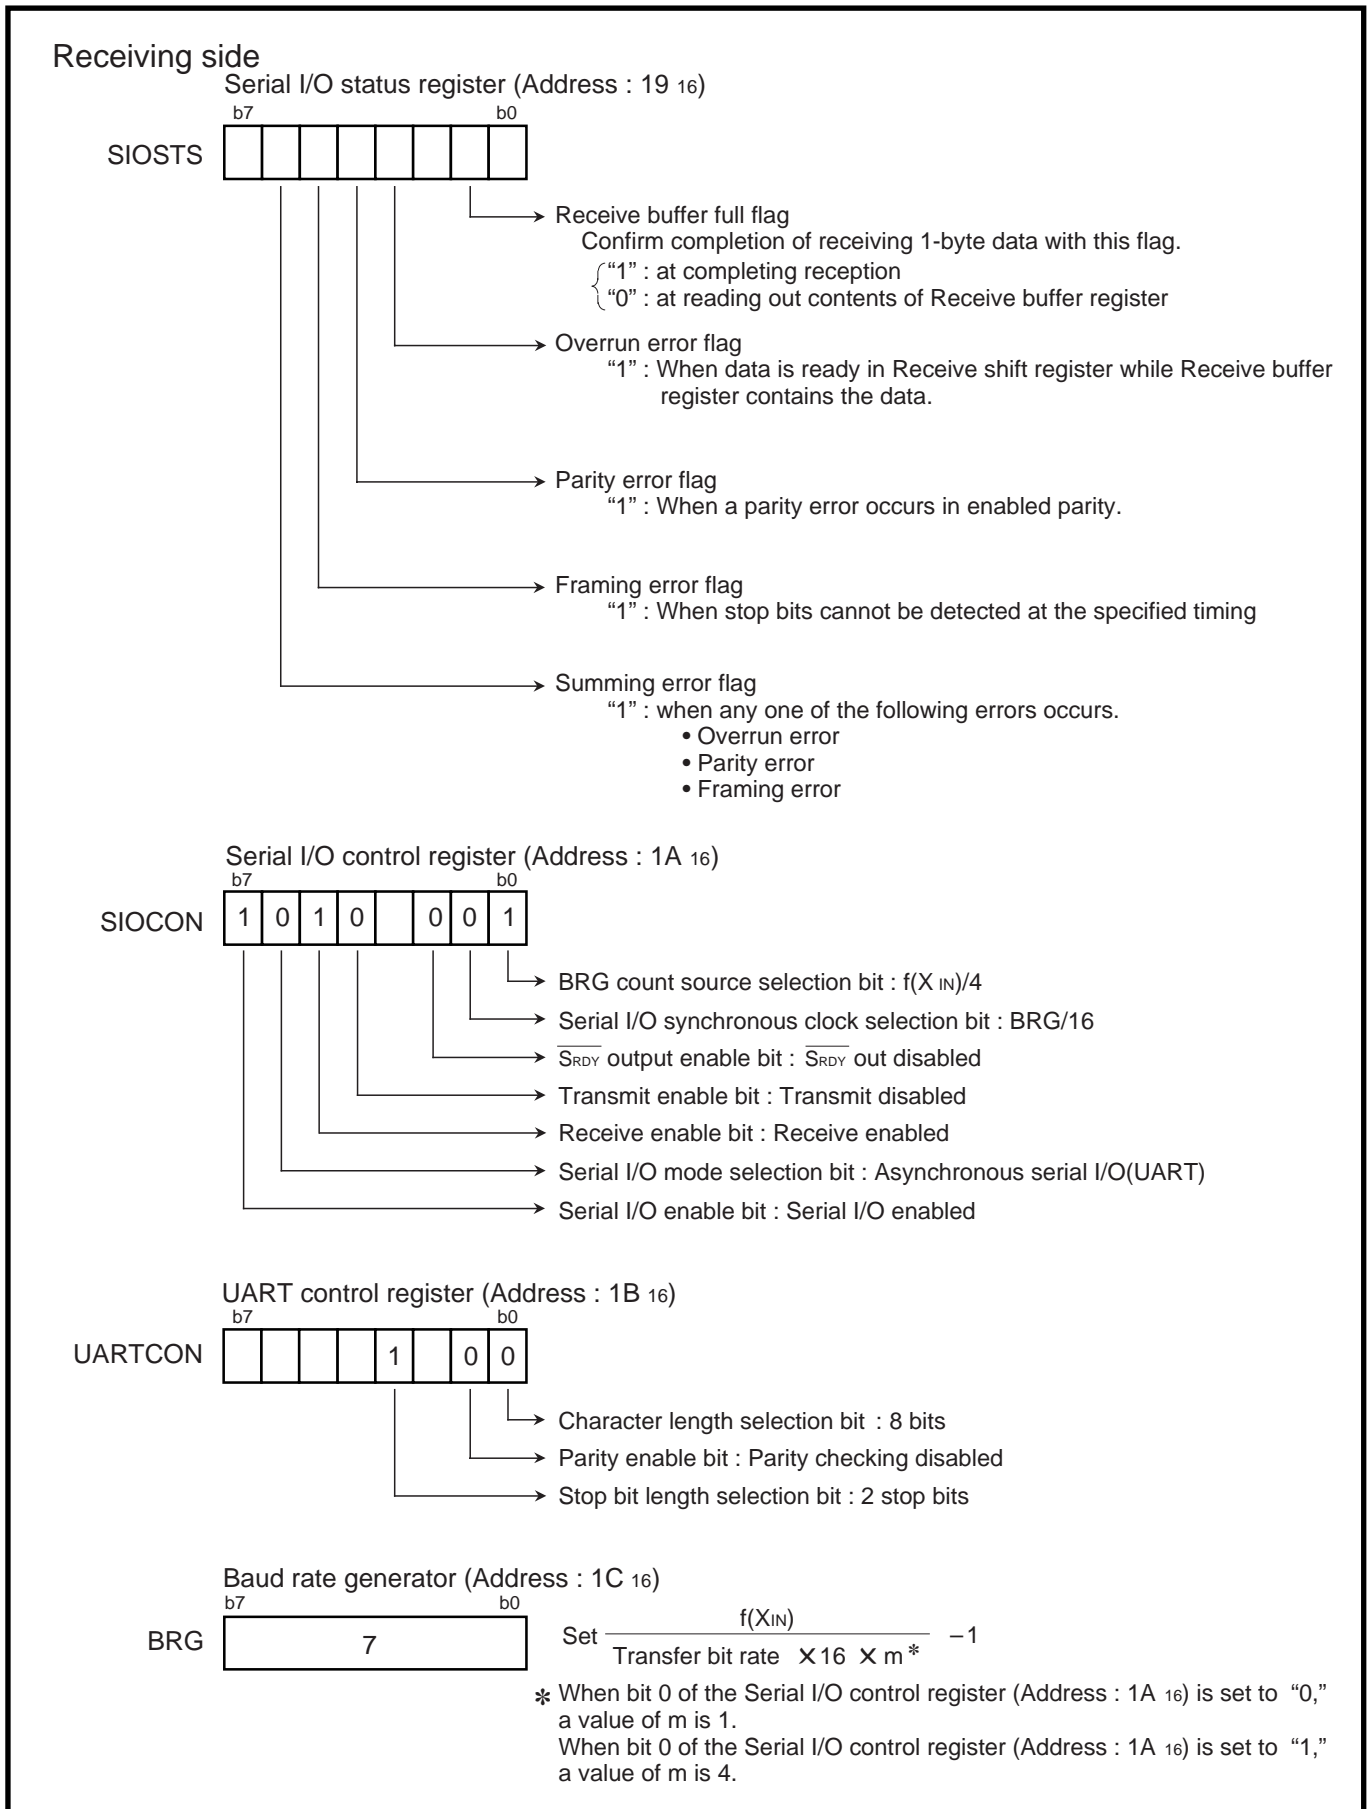 Receiving side
Serial I/O status register (Address : 19 16)
b7 b0
SIOSTS
Receive buffer full flag
Confirm completion of receiving 1-byte data with this flag.
“1” : at completing reception
“0” : at reading out contents of Receive buffer register
Overrun error flag
“1” : When data is ready in Receive shift register while Receive buffer
register contains the data.
Parity error flag
“1” : When a parity error occurs in enabled parity.
Framing error flag
“1” : When stop bits cannot be detected at the specified timing
Summing error flag
“1” : when any one of the following errors occurs.
• Overrun error
• Parity error
• Framing error
Serial I/O control register (Address : 1A 16)
b7 b0
SIOCON 1 0 1 0 0 0 1
BRG count source selection bit : f(X IN)/4
Serial I/O synchronous clock selection bit : BRG/16
SRDY output enable bit : SRDY out disabled
Transmit enable bit : Transmit disabled
Receive enable bit : Receive enabled
Serial I/O mode selection bit : Asynchronous serial I/O(UART)
Serial I/O enable bit : Serial I/O enabled
UART control register (Address : 1B 16)
b7 b0
UARTCON 1 0 0
Character length selection bit : 8 bits
Parity enable bit : Parity checking disabled
Stop bit length selection bit : 2 stop bits
Baud rate generator (Address : 1C 16)
b7 b0
BRG 7
f(XIN)
Set –1
Transfer bit rate ×16 × m*
* When bit 0 of the Serial I/O control register (Address : 1A 16) is set to “0,”
a value of m is 1.
When bit 0 of the Serial I/O control register (Address : 1A 16) is set to “1,”
a value of m is 4.